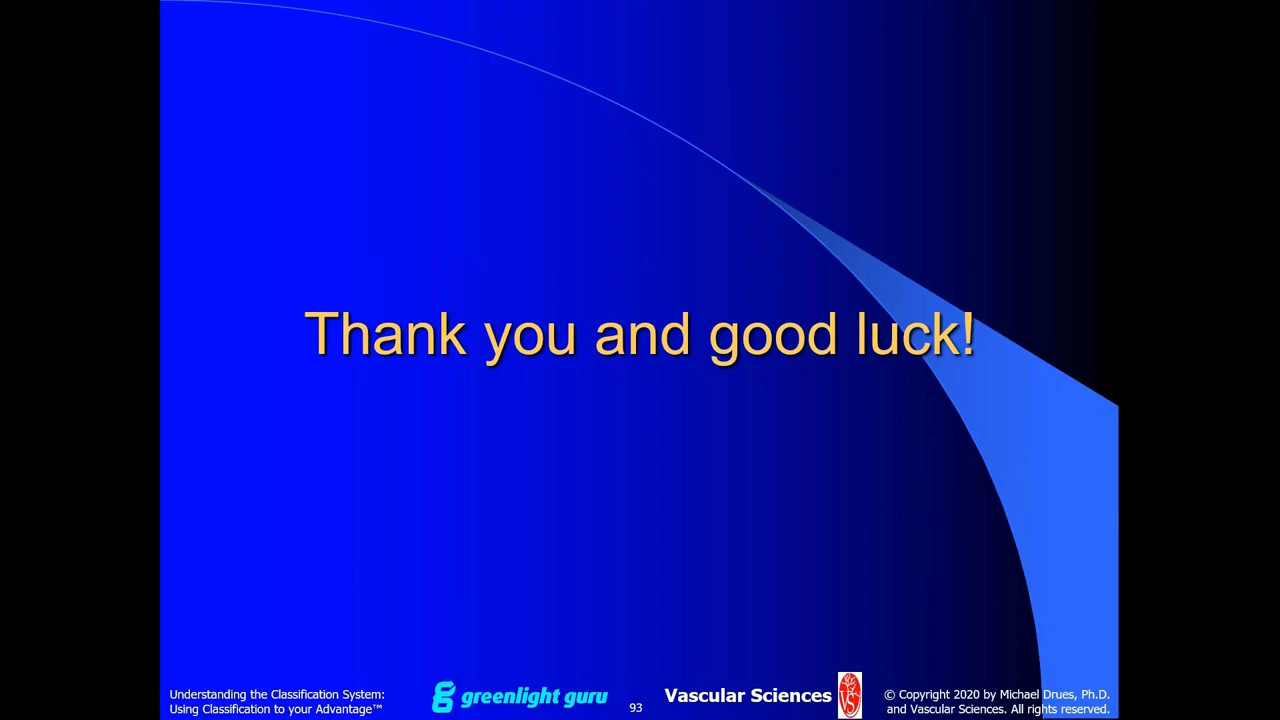 Thank you and good luck!
Understanding the Classification System:
Using Classification to your Advantage™
greenlight guru
93
Vascular Sciences
VS
© Copyright 2020 by Michael Drues, Ph.D.
and Vascular Sciences. All rights reserved.